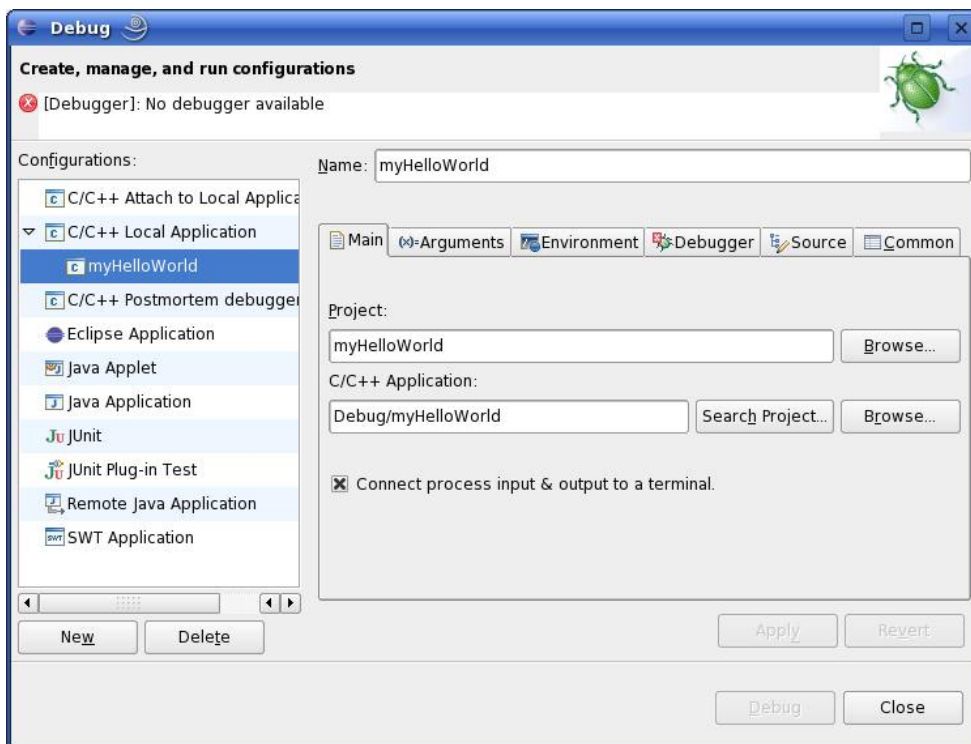 Debug
Create, manage, and run configurations
[Debugger]: No debugger available
Configurations:
C/C++ Attach to Local Applica
C/C++ Local Application
myHelloWorld
C/C++ Postmortem debugger
Eclipse Application
Java Applet
Java Application
JUnit
JUnit Plug-in Test
Remote Java Application
SWT Application
New Delete
Name: myHelloWorld
Main (x)=Arguments Environment Debugger Source Common
Project:
myHelloWorld Browse...
C/C++ Application:
Debug/myHelloWorld Search Project... Browse...
Connect process input & output to a terminal.
Apply Revert
Debug Close